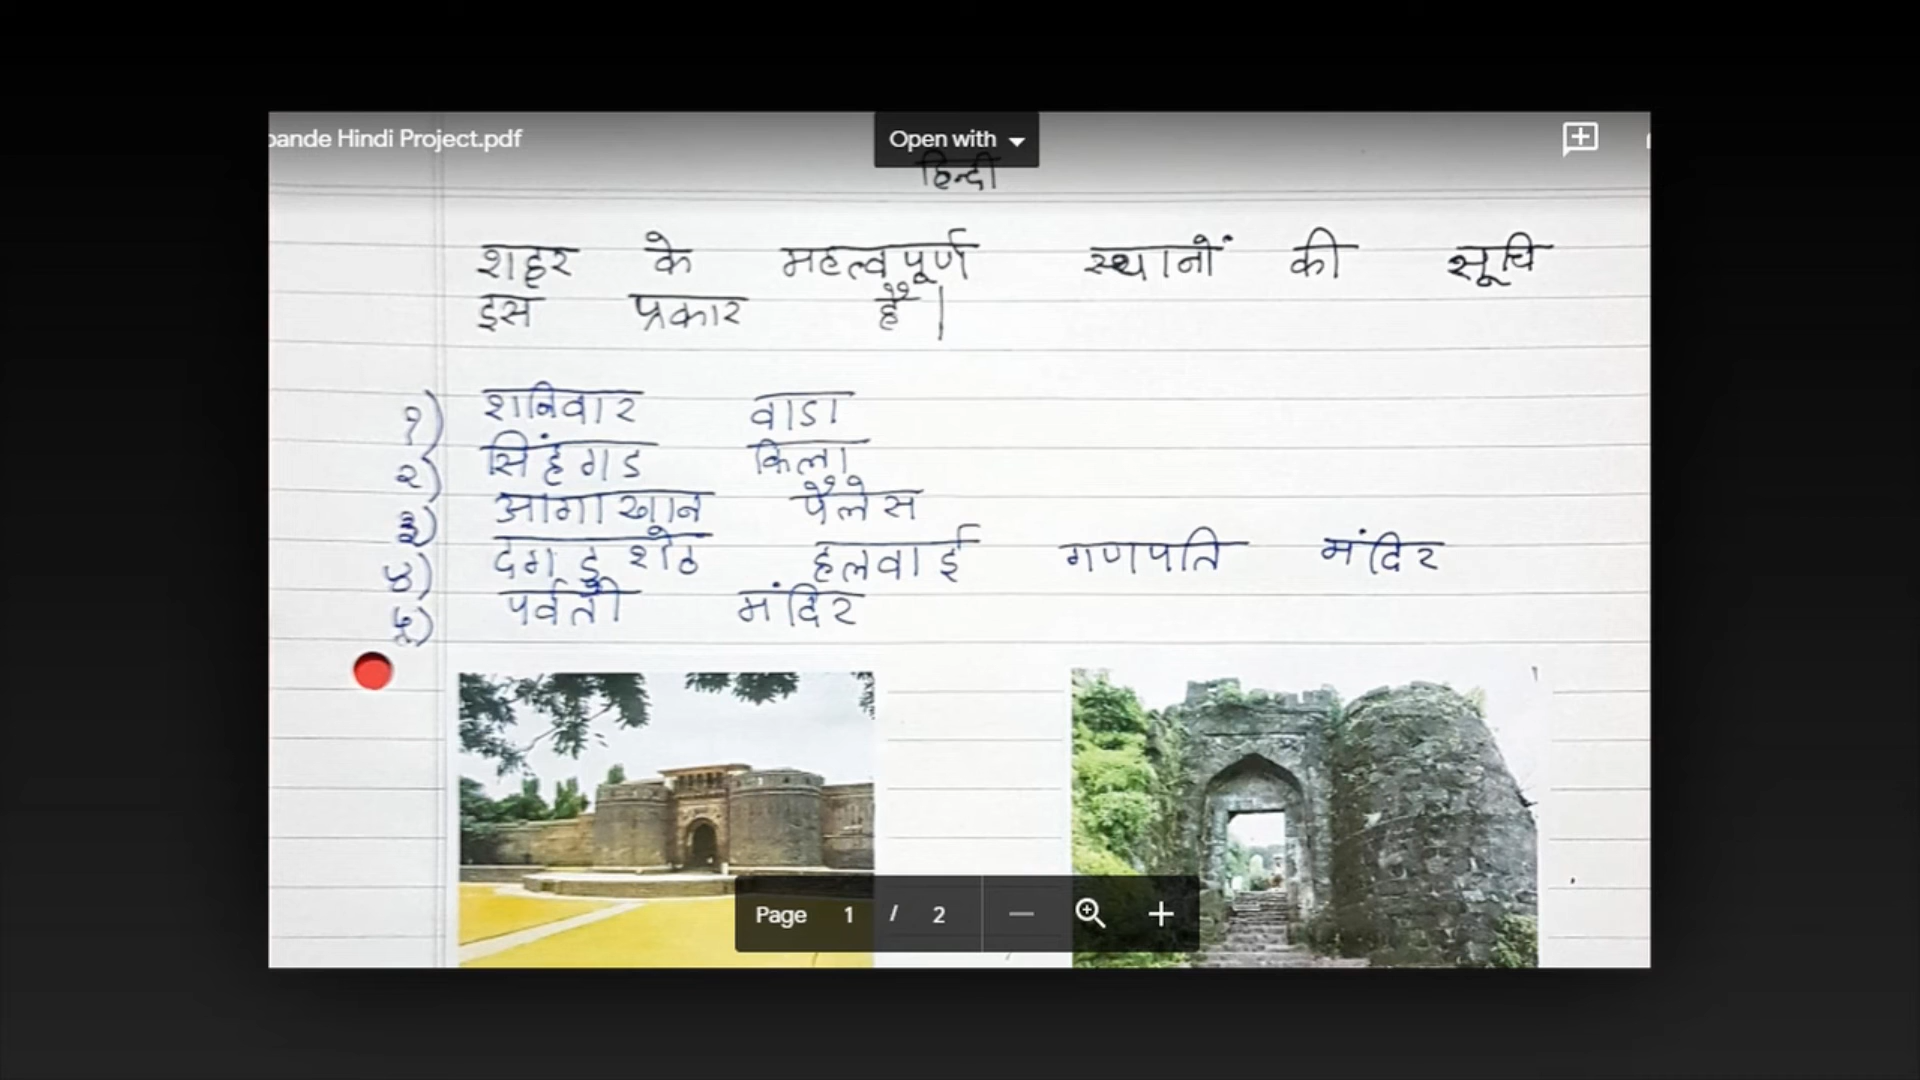 pande Hindi Project.pdf
Open with
हिन्दी
शहर के महत्वपूर्ण स्थानों की सूचि
इस प्रकार है|
१) शनिवार वाडा
२) सिंहगड किला
३) आगाखान पैलेस
४) दगडुशेठ हलवाई गणपति मंदिर
५) पर्वती मंदिर
Page 1 / 2